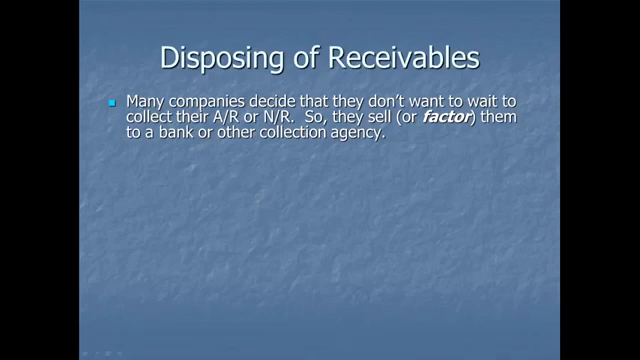 Disposing of Receivables
Many companies decide that they don't want to wait to
collect their A/R or N/R.  So, they sell (or factor) them
to a bank or other collection agency.